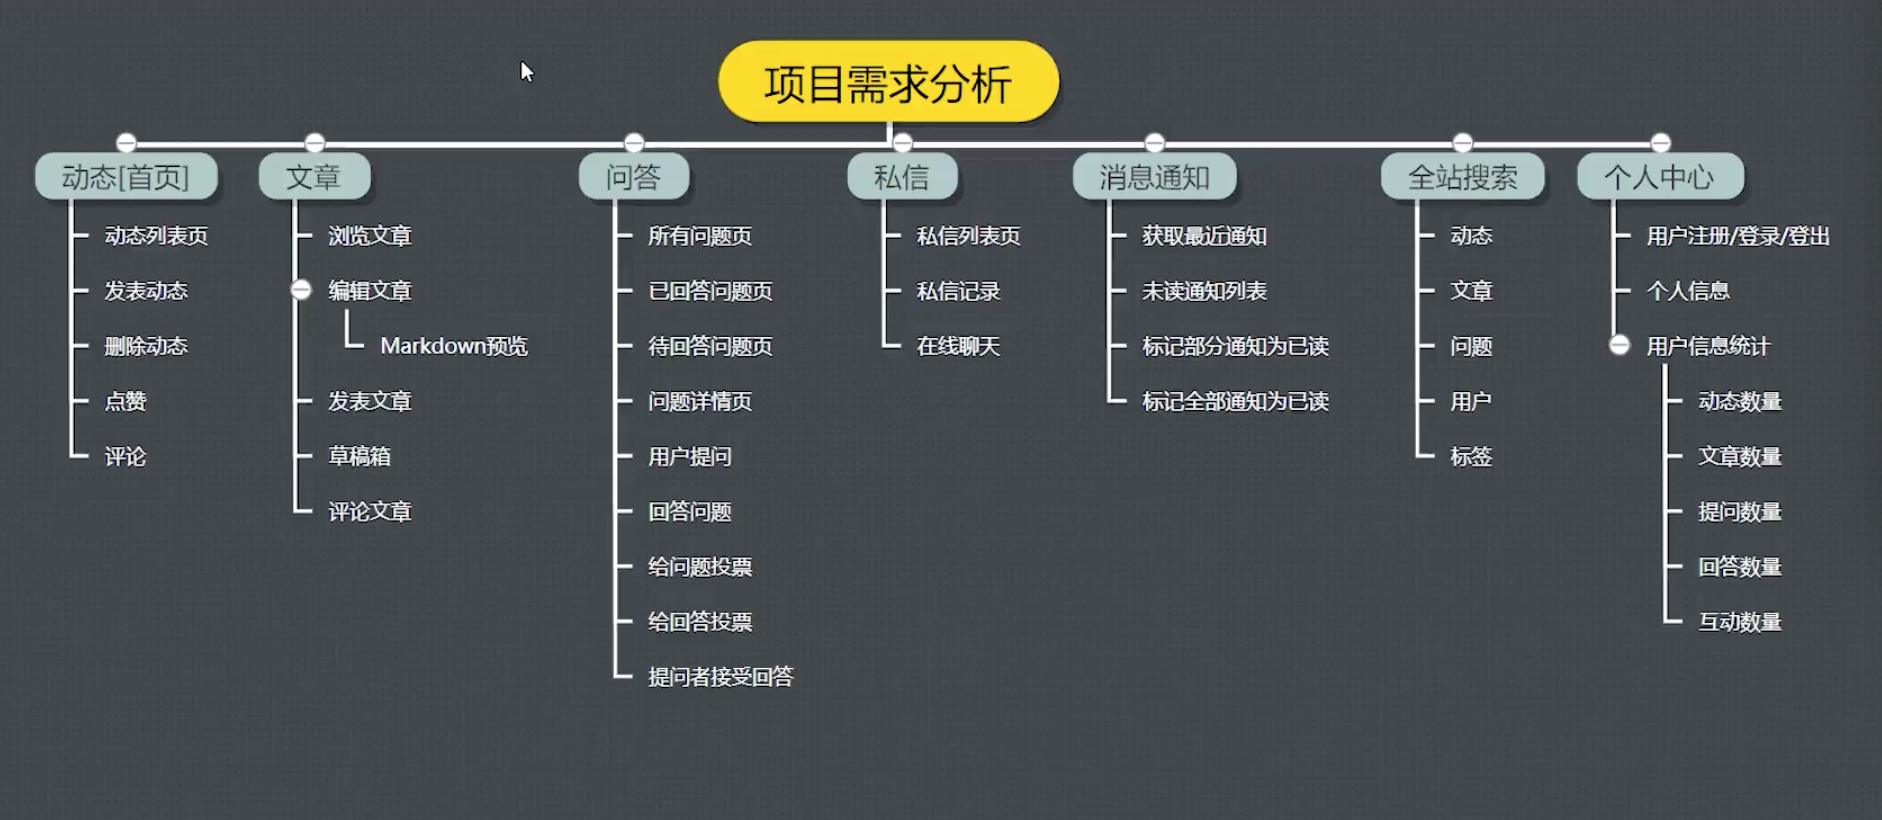 项目需求分析
动态[首页]
动态列表页
发表动态
删除动态
点赞
评论
文章
浏览文章
编辑文章
Markdown预览
发表文章
草稿箱
评论文章
问答
所有问题页
已回答问题页
待回答问题页
问题详情页
用户提问
回答问题
给问题投票
给回答投票
提问者接受回答
私信
私信列表页
私信记录
在线聊天
消息通知
获取最近通知
未读通知列表
标记部分通知为已读
标记全部通知为已读
全站搜索
动态
文章
问题
用户
标签
个人中心
用户注册/登录/登出
个人信息
用户信息统计
动态数量
文章数量
提问数量
回答数量
互动数量